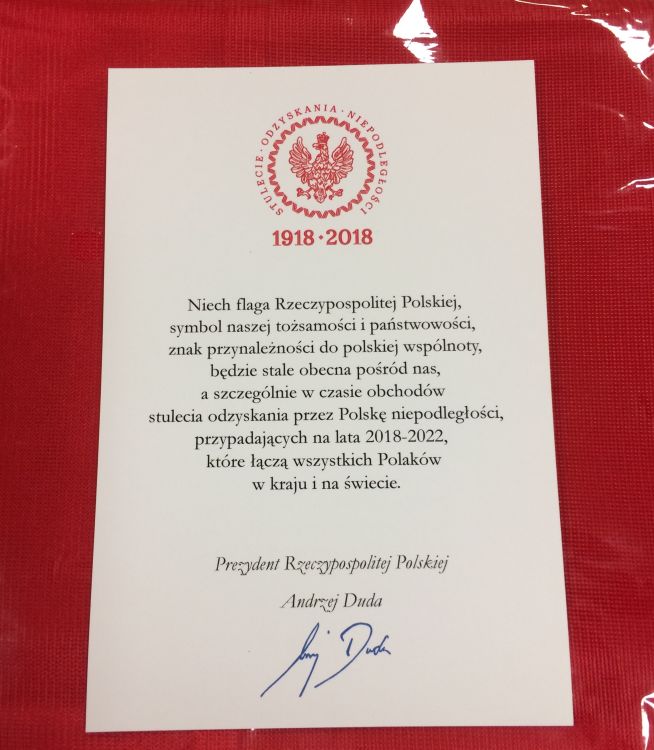 STULECIE · ODZYSKANIA · NIEPODLEGŁOŚCI
1918 · 2018
Niech flaga Rzeczypospolitej Polskiej,
symbol naszej tożsamości i państwowości,
znak przynależności do polskiej wspólnoty,
będzie stale obecna pośród nas,
a szczególnie w czasie obchodów
stulecia odzyskania przez Polskę niepodległości,
przypadających na lata 2018-2022,
które łączą wszystkich Polaków
w kraju i na świecie.
Prezydent Rzeczypospolitej Polskiej
Andrzej Duda